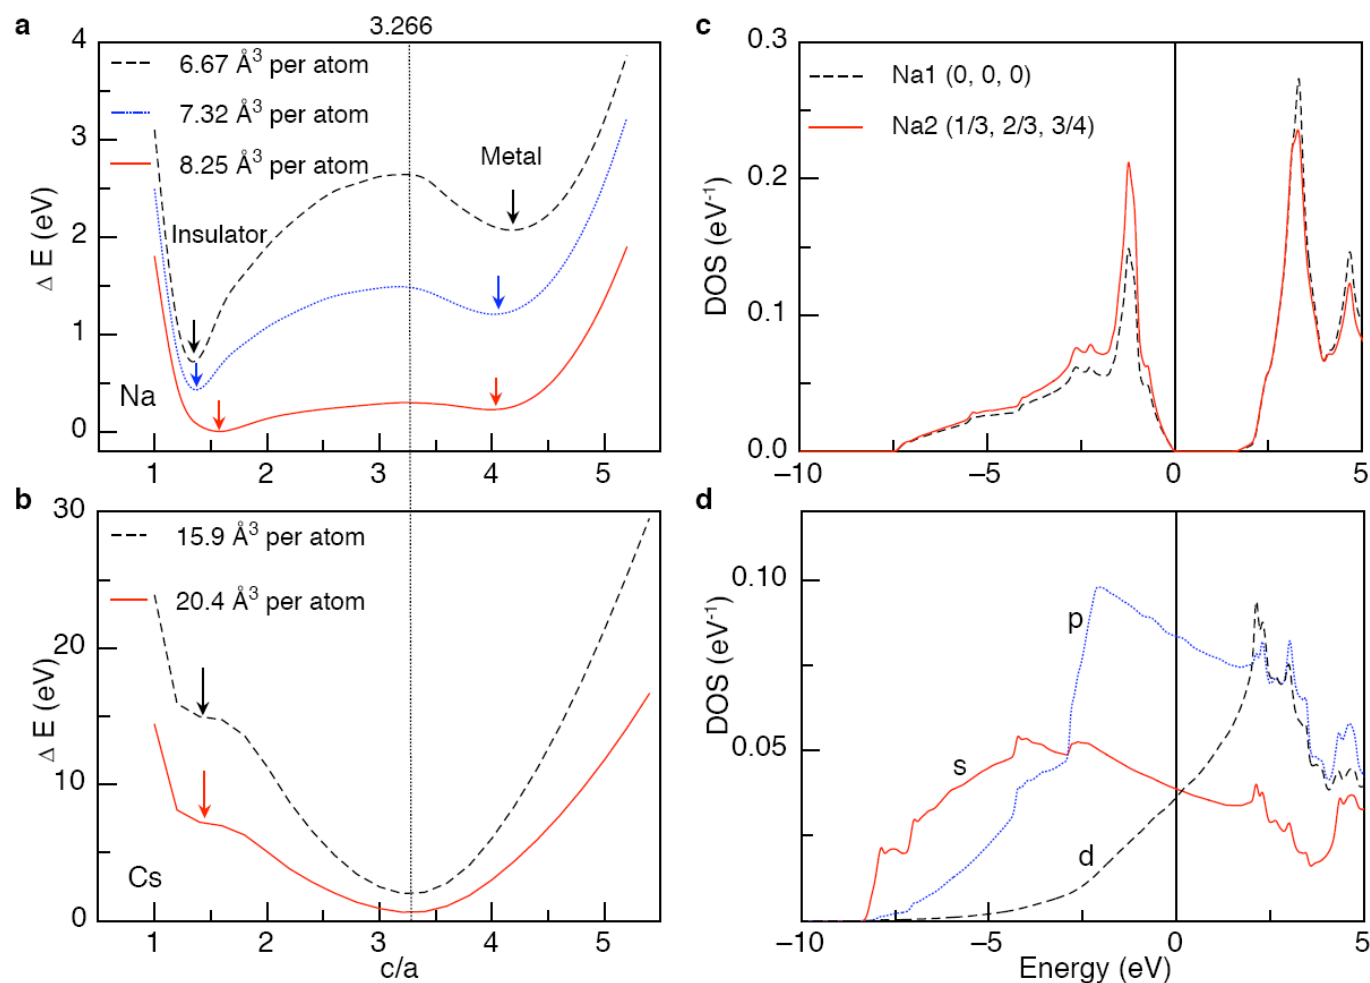 a
3.266
4
3
2
1
0
Δ E (eV)
6.67 Å³ per atom
7.32 Å³ per atom
8.25 Å³ per atom
Metal
Insulator
Na
1 2 3 4 5
b
30
20
10
0
Δ E (eV)
15.9 Å³ per atom
20.4 Å³ per atom
Cs
1 2 3 4 5
c/a
c
0.3
0.2
0.1
0.0
DOS (eV⁻¹)
Na1 (0, 0, 0)
Na2 (1/3, 2/3, 3/4)
−10 −5 0 5
d
0.10
0.05
DOS (eV⁻¹)
p
s
d
−10 −5 0 5
Energy (eV)